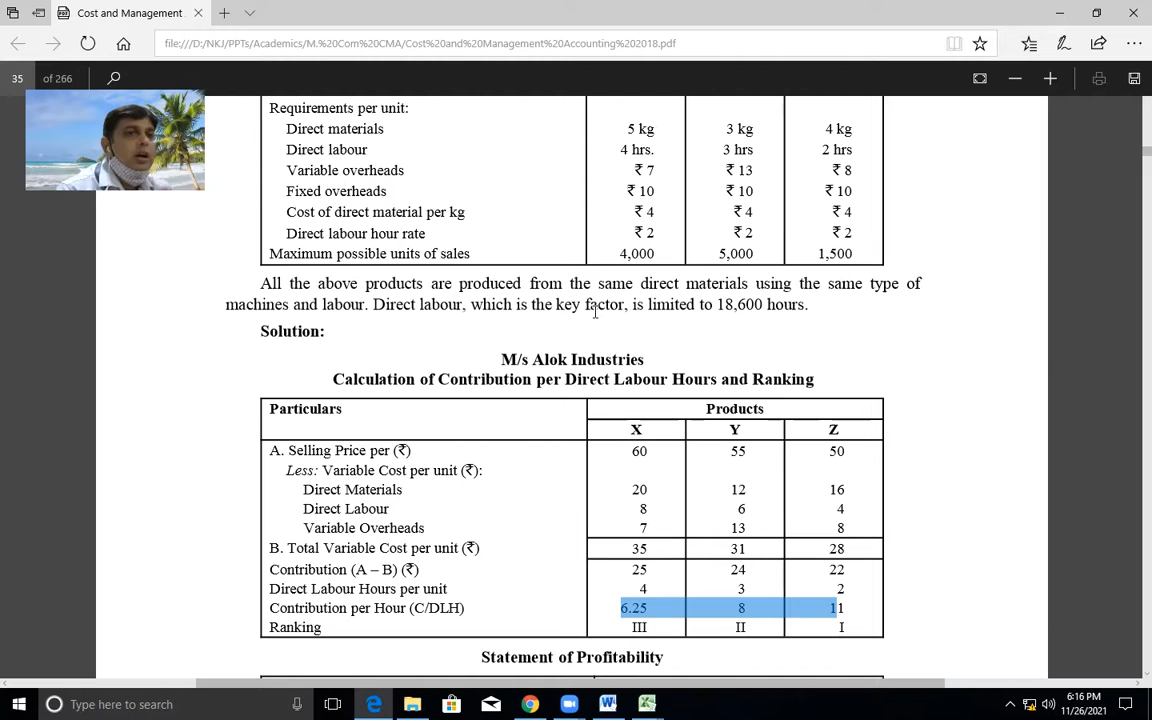 Cost and Management
file:///D:/NKJ/PPTs/Academics/M.%20Com%20CMA/Cost%20and%20Management%20Accounting%202018.pdf
35 of 266
Requirements per unit:
Direct materials 5 kg 3 kg 4 kg
Direct labour 4 hrs. 3 hrs 2 hrs
Variable overheads ₹ 7 ₹ 13 ₹ 8
Fixed overheads ₹ 10 ₹ 10 ₹ 10
Cost of direct material per kg ₹ 4 ₹ 4 ₹ 4
Direct labour hour rate ₹ 2 ₹ 2 ₹ 2
Maximum possible units of sales 4,000 5,000 1,500
All the above products are produced from the same direct materials using the same type of
machines and labour. Direct labour, which is the key factor, is limited to 18,600 hours.
Solution:
M/s Alok Industries
Calculation of Contribution per Direct Labour Hours and Ranking
Particulars Products
X Y Z
A. Selling Price per (₹) 60 55 50
Less: Variable Cost per unit (₹):
Direct Materials 20 12 16
Direct Labour 8 6 4
Variable Overheads 7 13 8
B. Total Variable Cost per unit (₹) 35 31 28
Contribution (A – B) (₹) 25 24 22
Direct Labour Hours per unit 4 3 2
Contribution per Hour (C/DLH) 6.25 8 11
Ranking III II I
Statement of Profitability
Type here to search
6:16 PM
11/26/2021